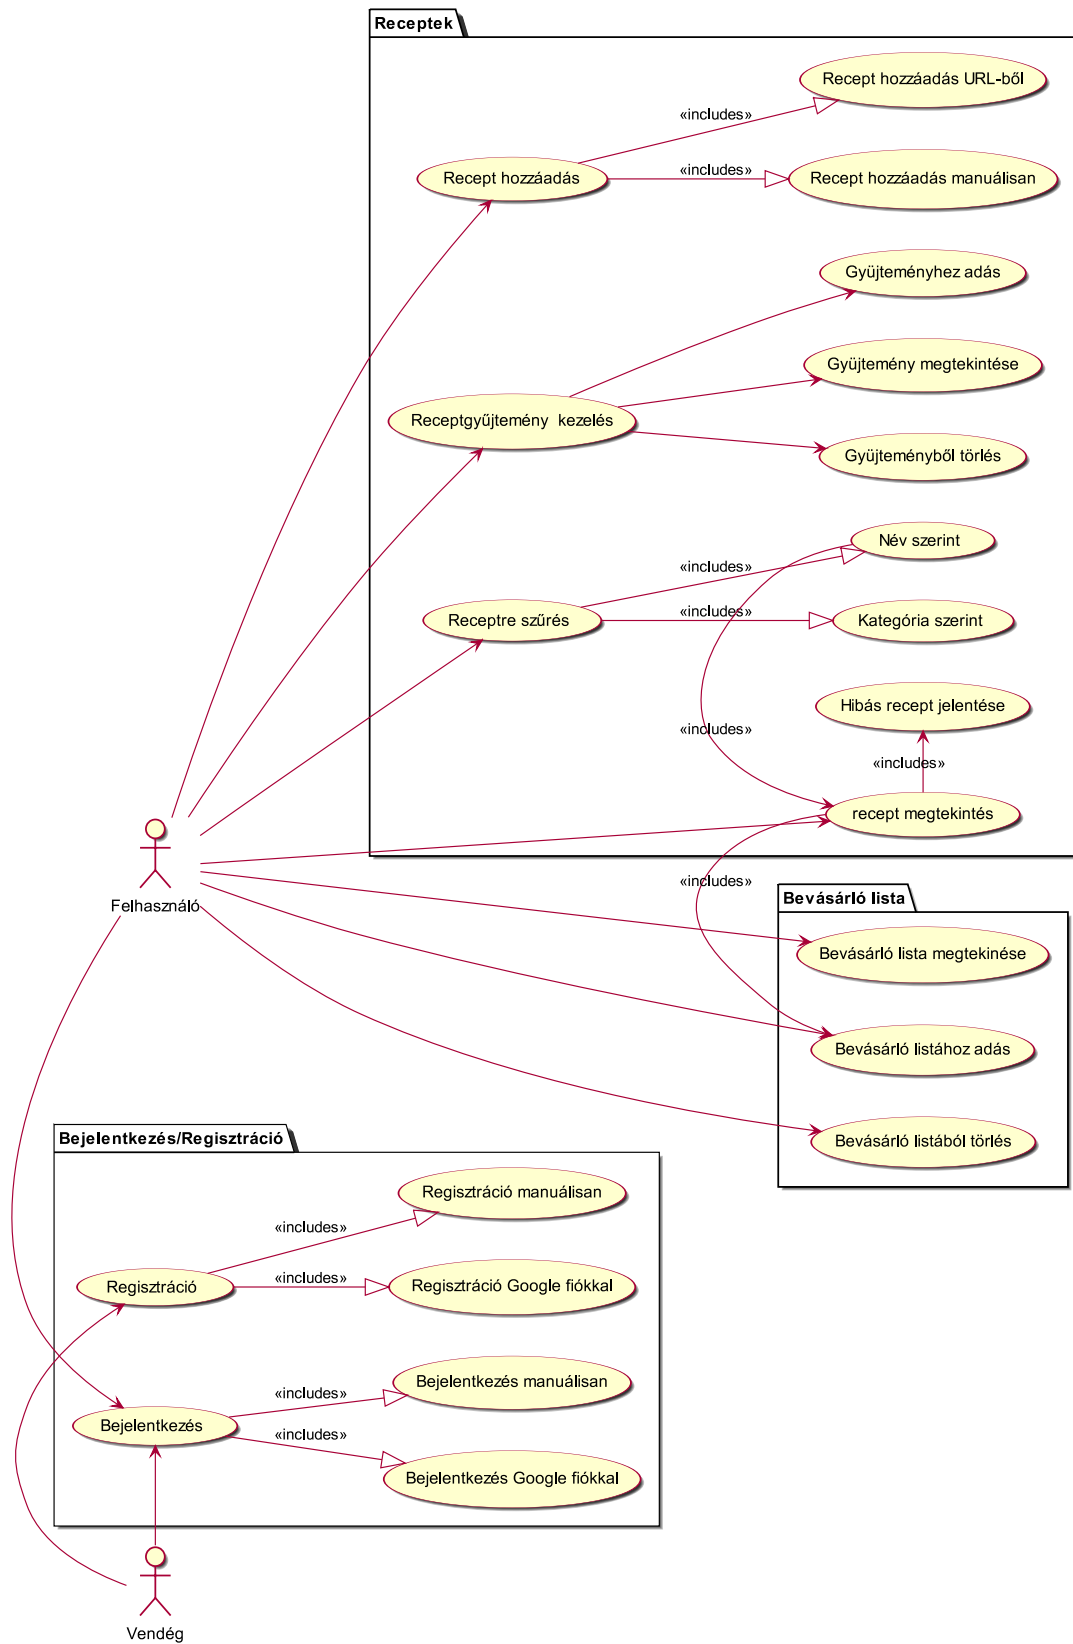 Receptek
Recept hozzáadás URL-ből
«includes»
Recept hozzáadás
«includes»
Recept hozzáadás manuálisan
Gyüjteményhez adás
Gyüjtemény megtekintése
Receptgyűjtemény  kezelés
Gyüjteményből törlés
Név szerint
«includes»
Receptre szűrés
«includes»
Kategória szerint
Hibás recept jelentése
«includes»
«includes»
recept megtekintés
«includes»
Felhasználó
Bevásárló lista
Bevásárló lista megtekinése
Bevásárló listához adás
Bevásárló listából törlés
Bejelentkezés/Regisztráció
Regisztráció manuálisan
«includes»
Regisztráció
«includes»
Regisztráció Google fiókkal
Bejelentkezés manuálisan
«includes»
Bejelentkezés
«includes»
Bejelentkezés Google fiókkal
Vendég